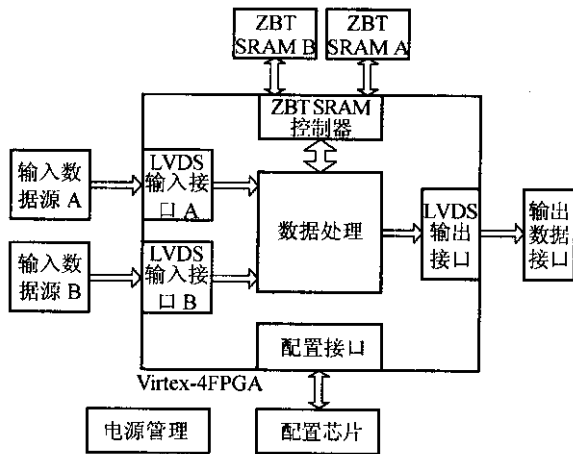 ZBT
SRAM B
ZBT
SRAM A
ZBT SRAM
控制器
输入数
据源 A
LVDS
输入接
口 A
数据处理
LVDS
输出
接口
输出
数据
接口
输入数
据源 B
LVDS
输入接
口 B
配置接口
Virtex-4FPGA
电源管理
配置芯片